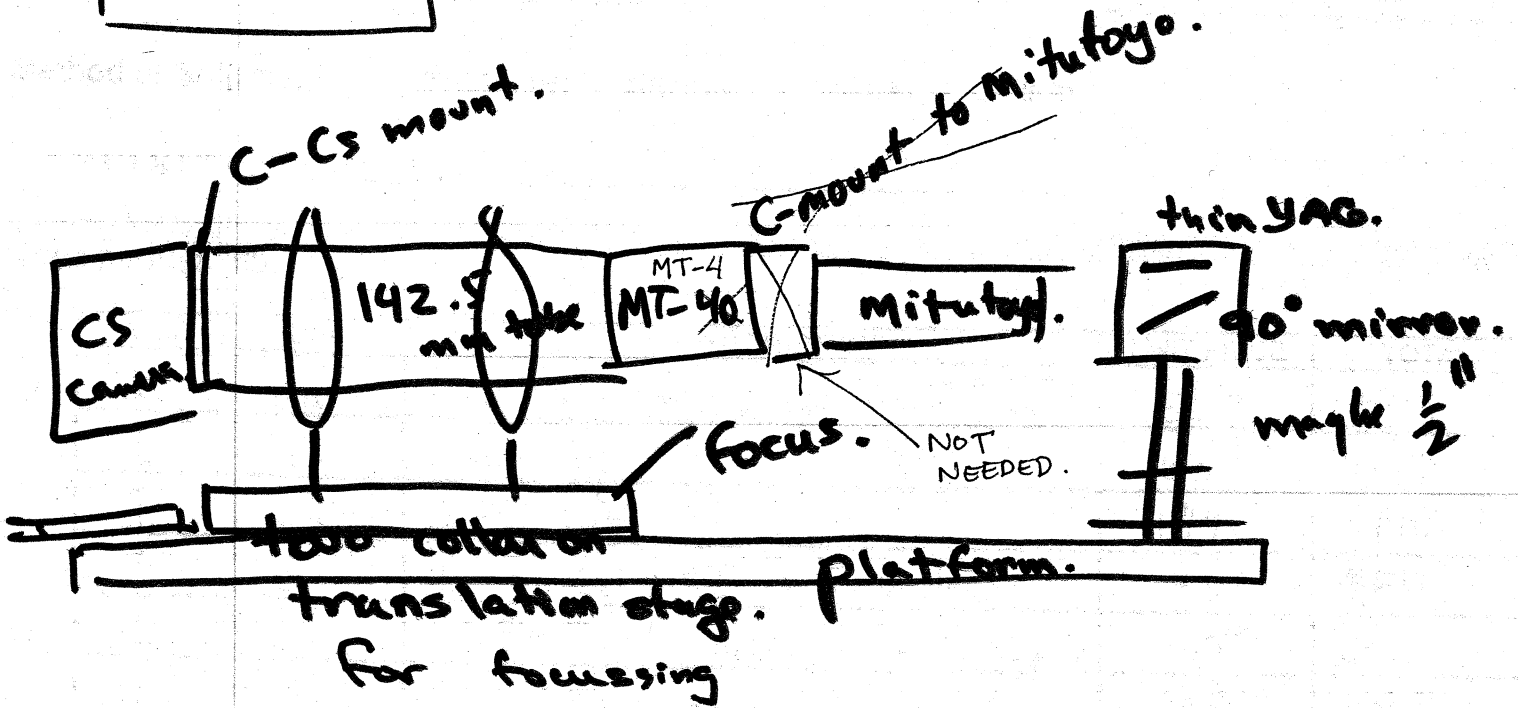 C-Cs mount.
C-mount to mitutoyo.
thin YAG.
CS
camera
142.5
mm tube
MT-4
MT-40
mitutoyo.
90° mirror.
maybe 1/2"
focus.
NOT
NEEDED.
two on
translation stage.
for focussing
platform.